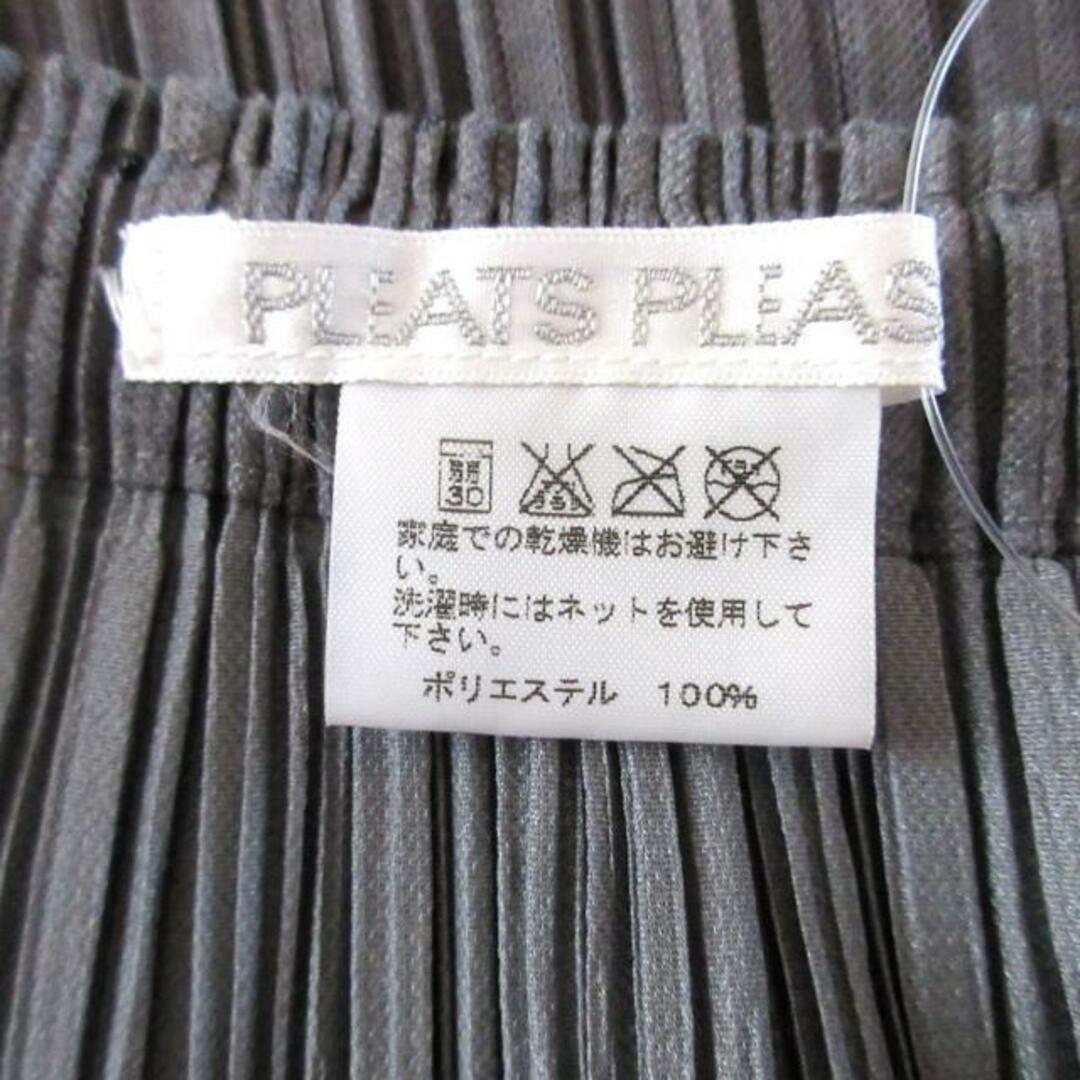 PLEATS PLEAS
弱
30
家庭での乾燥機はお避け下さ
い。
洗濯時にはネットを使用して
下さい。
ポリエステル 100%